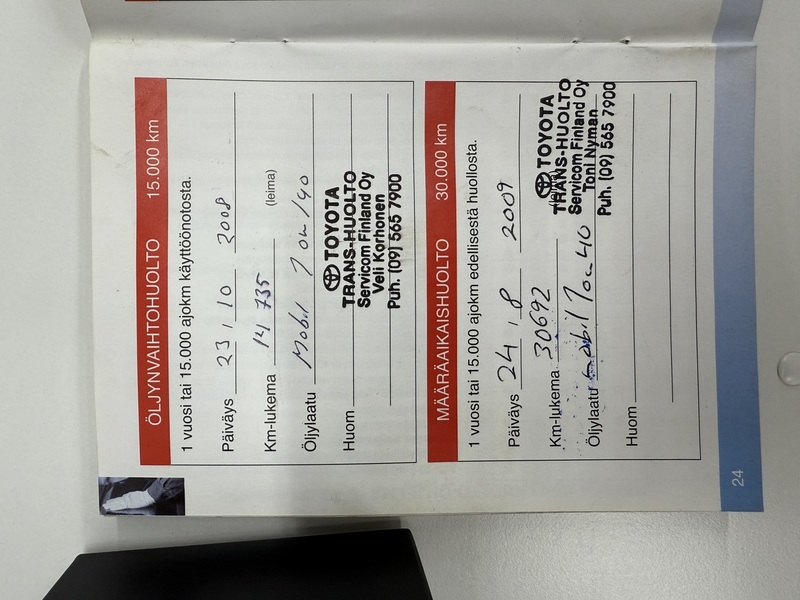 ÖLJYNVAIHTOHUOLTO 15.000 km
1 vuosi tai 15.000 ajokm käyttöönotosta.
Päiväys 23, 10 2008
Km-lukema 14 735 (leima)
Öljylaatu Mobil 10W/40
Huom
TOYOTA
TRANS-HUOLTO
Servicom Finland Oy
Veli Korhonen
Puh. (09) 565 7900
MÄÄRÄAIKAISHUOLTO 30.000 km
1 vuosi tai 15.000 ajokm edellisestä huollosta.
Päiväys 24, 8 2009
Km-lukema 30692
Öljylaatu Mobil 10W40
Huom
TOYOTA
TRANS-HUOLTO
Servicom Finland Oy
Toni Nyman
Puh. (09) 565 7900
24